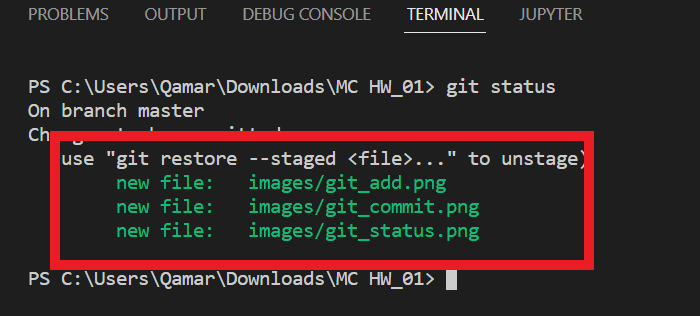 PROBLEMS OUTPUT DEBUG CONSOLE TERMINAL JUPYTER
PS C:\Users\Qamar\Downloads\MC HW_01> git status
On branch master
use "git restore --staged <file>..." to unstage)
new file: images/git_add.png
new file: images/git_commit.png
new file: images/git_status.png
PS C:\Users\Qamar\Downloads\MC HW_01>